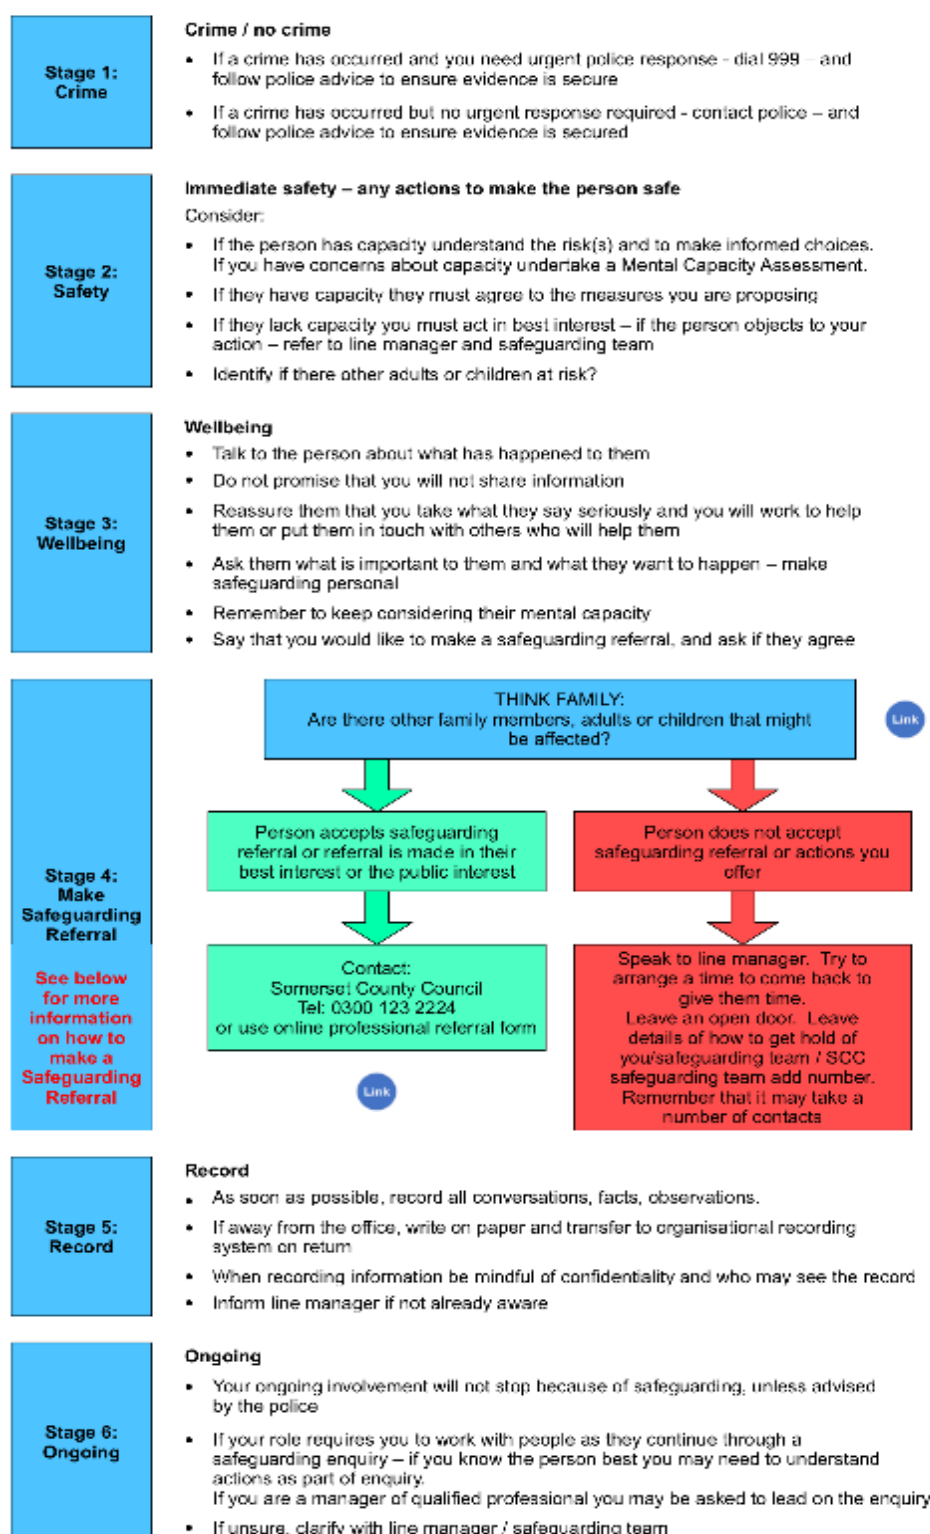 Stage 1:
Crime
Crime / no crime
• If a crime has occurred and you need urgent police response - dial 999 – and
follow police advice to ensure evidence is secure
• If a crime has occurred but no urgent response required - contact police – and
follow police advice to ensure evidence is secured
Stage 2:
Safety
Immediate safety – any actions to make the person safe
Consider:
• If the person has capacity understand the risk(s) and to make informed choices.
If you have concerns about capacity undertake a Mental Capacity Assessment.
• If they have capacity they must agree to the measures you are proposing
• If they lack capacity you must act in best interest – if the person objects to your
action – refer to line manager and safeguarding team
• Identify if there other adults or children at risk?
Stage 3:
Wellbeing
Wellbeing
• Talk to the person about what has happened to them
• Do not promise that you will not share information
• Reassure them that you take what they say seriously and you will work to help
them or put them in touch with others who will help them
• Ask them what is important to them and what they want to happen – make
safeguarding personal
• Remember to keep considering their mental capacity
• Say that you would like to make a safeguarding referral, and ask if they agree
Stage 4:
Make
Safeguarding
Referral
See below
for more
information
on how to
make a
Safeguarding
Referral
THINK FAMILY:
Are there other family members, adults or children that might
be affected?
Link
Person accepts safeguarding
referral or referral is made in their
best interest or the public interest
Person does not accept
safeguarding referral or actions you
offer
Contact:
Somerset County Council
Tel: 0300 123 2224
or use online professional referral form
Link
Speak to line manager. Try to
arrange a time to come back to
give them time.
Leave an open door. Leave
details of how to get hold of
you/safeguarding team / SCC
safeguarding team add number.
Remember that it may take a
number of contacts
Stage 5:
Record
Record
• As soon as possible, record all conversations, facts, observations.
• If away from the office, write on paper and transfer to organisational recording
system on return
• When recording information be mindful of confidentiality and who may see the record
• Inform line manager if not already aware
Stage 6:
Ongoing
Ongoing
• Your ongoing involvement will not stop because of safeguarding, unless advised
by the police
• If your role requires you to work with people as they continue through a
safeguarding enquiry – if you know the person best you may need to understand
actions as part of enquiry.
If you are a manager of qualified professional you may be asked to lead on the enquiry
• If unsure, clarify with line manager / safeguarding team